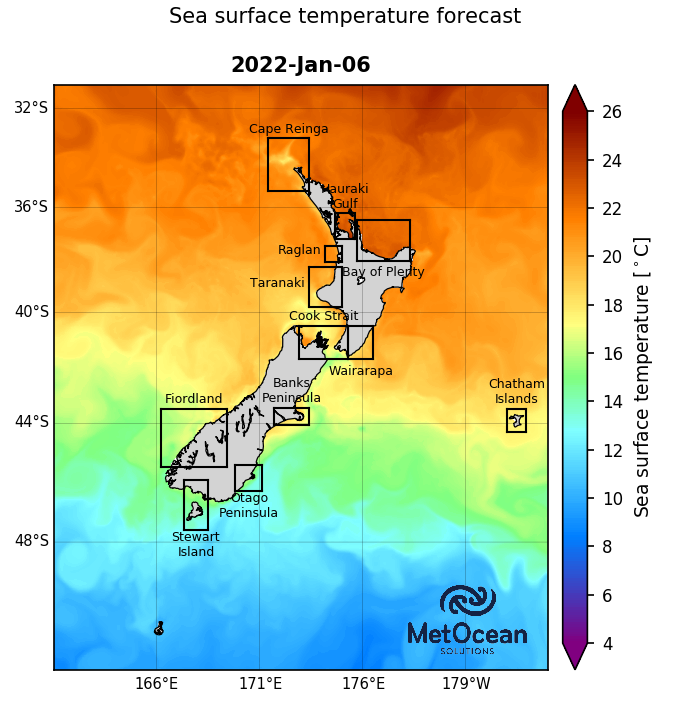 Sea surface temperature forecast
2022-Jan-06
32°S
36°S
40°S
44°S
48°S
Cape Reinga
Hauraki
Gulf
Raglan
Bay of Plenty
Taranaki
Cook Strait
Wairarapa
Banks
Peninsula
Chatham
Islands
Fiordland
Otago
Peninsula
Stewart
Island
MetOcean
SOLUTIONS
166°E
171°E
176°E
179°W
26
24
22
20
18
16
14
12
10
8
6
4
Sea surface temperature [°C]